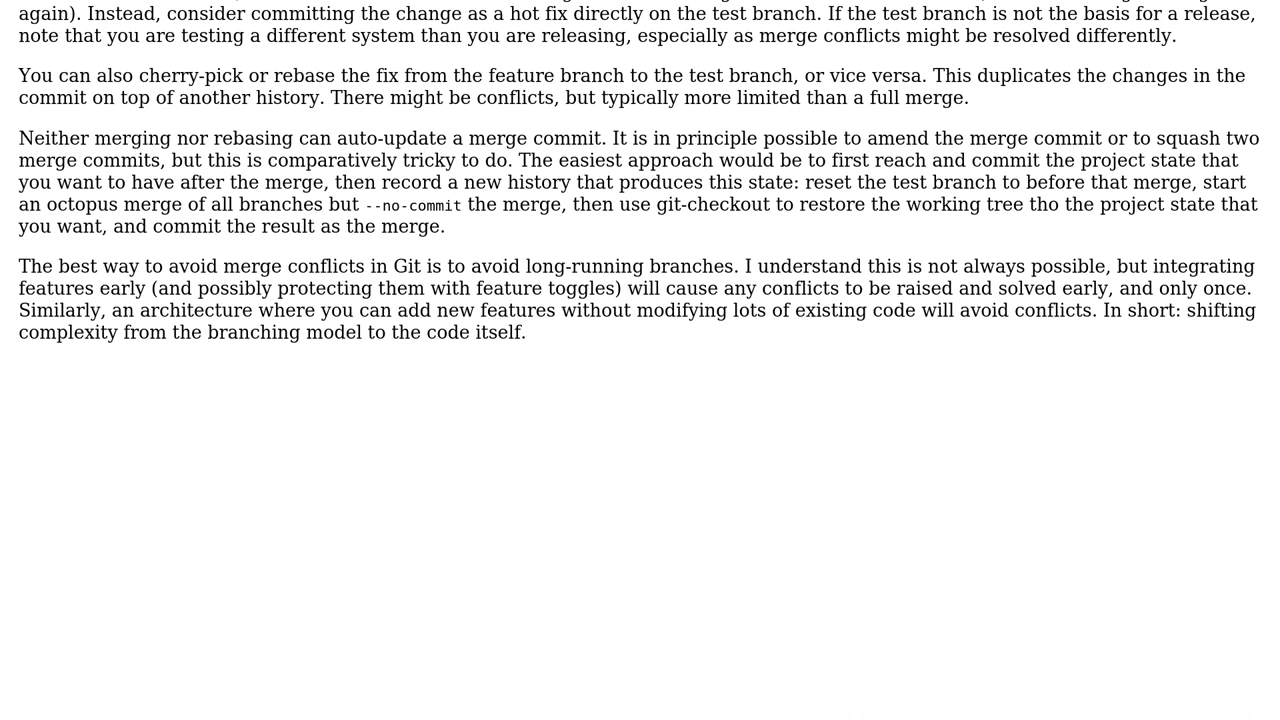 again). Instead, consider committing the change as a hot fix directly on the test branch. If the test branch is not the basis for a release,
note that you are testing a different system than you are releasing, especially as merge conflicts might be resolved differently.
You can also cherry-pick or rebase the fix from the feature branch to the test branch, or vice versa. This duplicates the changes in the
commit on top of another history. There might be conflicts, but typically more limited than a full merge.
Neither merging nor rebasing can auto-update a merge commit. It is in principle possible to amend the merge commit or to squash two
merge commits, but this is comparatively tricky to do. The easiest approach would be to first reach and commit the project state that
you want to have after the merge, then record a new history that produces this state: reset the test branch to before that merge, start
an octopus merge of all branches but --no-commit the merge, then use git-checkout to restore the working tree tho the project state that
you want, and commit the result as the merge.
The best way to avoid merge conflicts in Git is to avoid long-running branches. I understand this is not always possible, but integrating
features early (and possibly protecting them with feature toggles) will cause any conflicts to be raised and solved early, and only once.
Similarly, an architecture where you can add new features without modifying lots of existing code will avoid conflicts. In short: shifting
complexity from the branching model to the code itself.